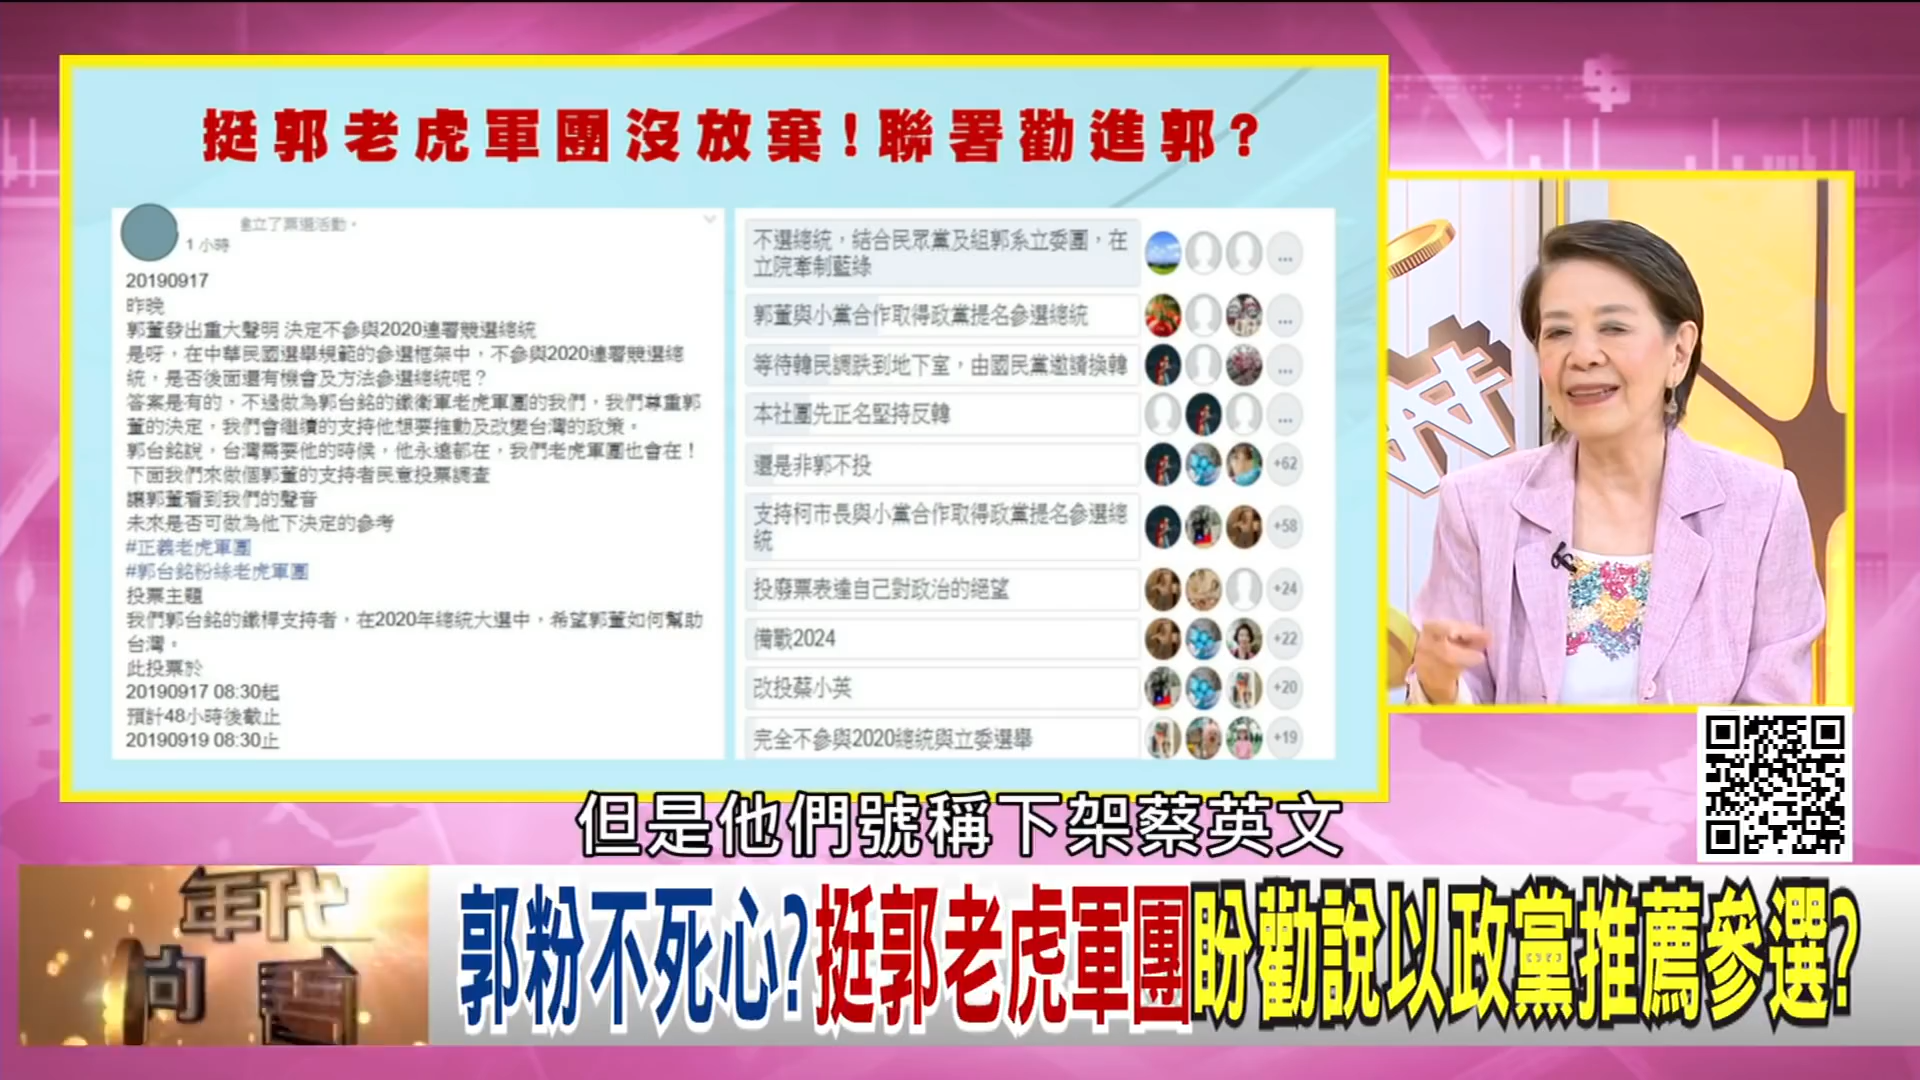 挺郭老虎軍團沒放棄!聯署勸進郭?
立了票選活動。
1 小時
20190917
昨晚
郭董發出重大聲明 決定不參與2020連署競選總統
是呀，在中華民國選舉規範的參選框架中，不參與2020連署競選總
統，是否後面還有機會及方法參選總統呢？
答案是有的，不過做為郭台銘的鐵衛軍老虎軍團的我們，我們尊重郭
董的決定，我們會繼續的支持他想要推動及改變台灣的政策。
郭台銘說，台灣需要他的時候，他永遠都在，我們老虎軍團也會在！
下面我們來做個郭董的支持者民意投票調查
讓郭董看到我們的聲音
未來是否可做為他下決定的參考
#正義老虎軍團
#郭台銘粉絲老虎軍團
投票主題
我們郭台銘的鐵桿支持者，在2020年總統大選中，希望郭董如何幫助
台灣。
此投票於
20190917 08:30起
預計48小時後截止
20190919 08:30止
不選總統，結合民眾黨及組郭系立委團，在
立院牽制藍綠
...
郭董與小黨合作取得政黨提名參選總統
...
等待韓民調跌到地下室，由國民黨邀請換韓
...
本社團先正名堅持反韓
...
還是非郭不投
+62
支持柯市長與小黨合作取得政黨提名參選總
統
+58
投廢票表達自己對政治的絕望
+24
備戰2024
+22
改投蔡小英
+20
完全不參與2020總統與立委選舉
+19
但是他們號稱下架蔡英文
年代
向錢看
郭粉不死心?挺郭老虎軍團盼勸說以政黨推薦參選?